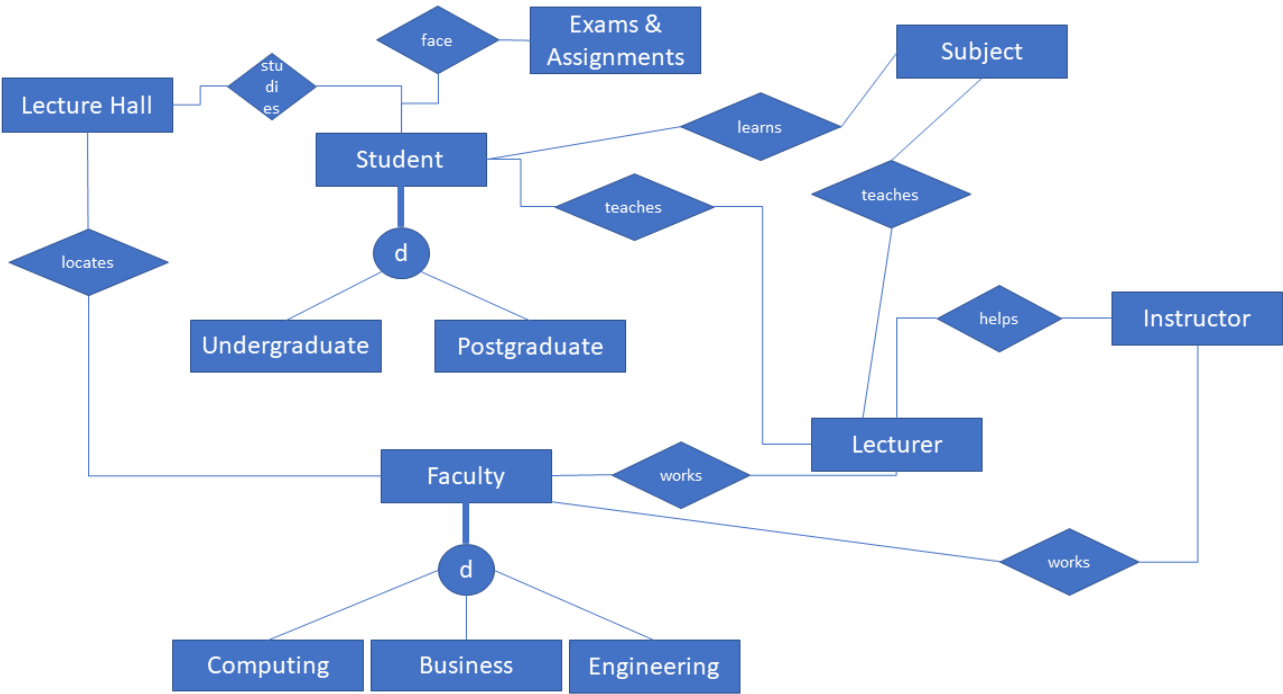 Exams &
Assignments
face
Subject
stu
di
es
Lecture Hall
learns
Student
teaches
teaches
d
locates
Undergraduate
Postgraduate
helps
Instructor
Lecturer
Faculty
works
works
d
Computing
Business
Engineering